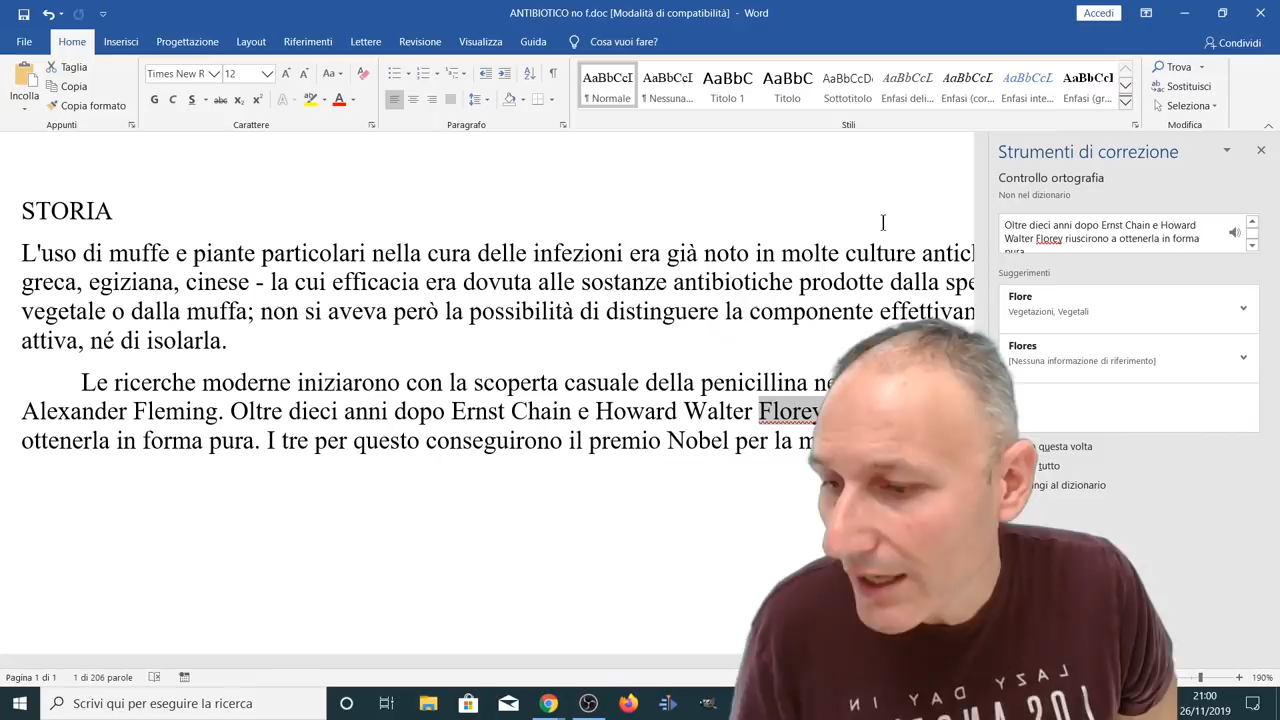 ANTIBIOTICO no f.doc [Modalità di compatibilità] - Word
Accedi
File Home Inserisci Progettazione Layout Riferimenti Lettere Revisione Visualizza Guida Cosa vuoi fare? Condividi
Incolla
Taglia
Copia
Copia formato
Times New R 12
G C S abc x₂ x² A
AaBbCcI AaBbCcI AaBbC AaBbC AaBbCcD AaBbCcL AaBbCcL AaBbCcL AaBbCcl
¶ Normale ¶ Nessuna... Titolo 1 Titolo Sottotitolo Enfasi deli... Enfasi (cor... Enfasi inte... Enfasi (gr...
Trova
Sostituisci
Seleziona
Appunti Carattere Paragrafo Stili Modifica
STORIA
L'uso di muffe e piante particolari nella cura delle infezioni era già noto in molte culture
greca, egiziana, cinese - la cui efficacia era dovuta alle sostanze antibiotiche prodotte dalla
vegetale o dalla muffa; non si aveva però la possibilità di distinguere la componente
attiva, né di isolarla.
Le ricerche moderne iniziarono con la scoperta casuale della penicillina
Alexander Fleming. Oltre dieci anni dopo Ernst Chain e Howard Walter Florey
ottenerla in forma pura. I tre per questo conseguirono il premio Nobel per la
Strumenti di correzione
Controllo ortografia
Non nel dizionario
Oltre dieci anni dopo Ernst Chain e Howard
Walter Florey riuscirono a ottenerla in forma
pura
Suggerimenti
Flore
Vegetazioni, Vegetali
Flores
[Nessuna informazione di riferimento]
questa volta
tutto
al dizionario
LAZY DAY IN
Pagina 1 di 1 1 di 206 parole 190%
Scrivi qui per eseguire la ricerca
21:00
26/11/2019